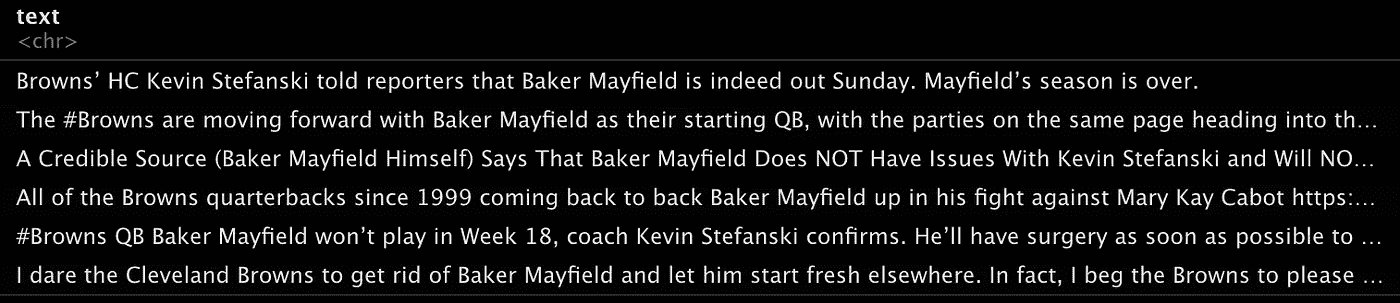 text
<chr>
Browns’ HC Kevin Stefanski told reporters that Baker Mayfield is indeed out Sunday. Mayfield’s season is over.
The #Browns are moving forward with Baker Mayfield as their starting QB, with the parties on the same page heading into th…
A Credible Source (Baker Mayfield Himself) Says That Baker Mayfield Does NOT Have Issues With Kevin Stefanski and Will NO…
All of the Browns quarterbacks since 1999 coming back to back Baker Mayfield up in his fight against Mary Kay Cabot https:…
#Browns QB Baker Mayfield won’t play in Week 18, coach Kevin Stefanski confirms. He’ll have surgery as soon as possible to …
I dare the Cleveland Browns to get rid of Baker Mayfield and let him start fresh elsewhere. In fact, I beg the Browns to please …